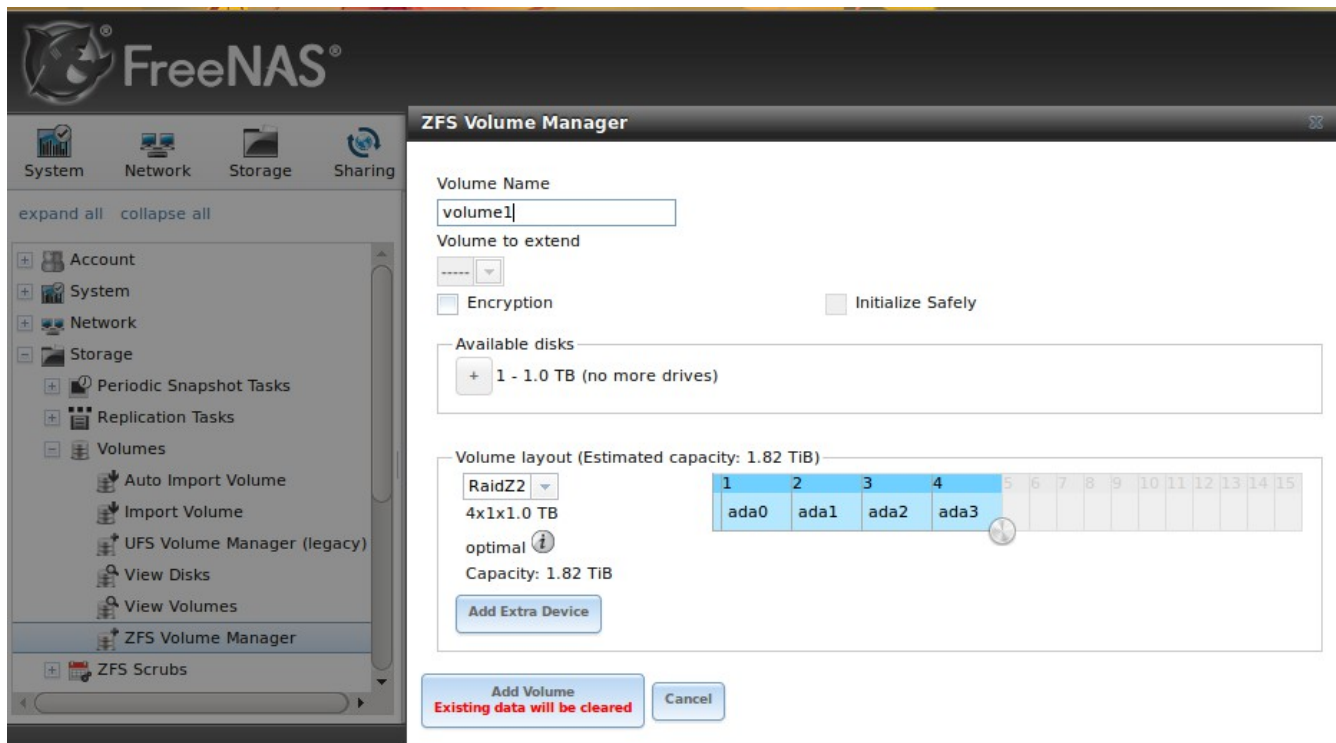 FreeNAS®
System Network Storage Sharing
expand all collapse all
Account
System
Network
Storage
Periodic Snapshot Tasks
Replication Tasks
Volumes
Auto Import Volume
Import Volume
UFS Volume Manager (legacy)
View Disks
View Volumes
ZFS Volume Manager
ZFS Scrubs
ZFS Volume Manager
Volume Name
volume1
Volume to extend
-----
Encryption Initialize Safely
Available disks
+ 1 - 1.0 TB (no more drives)
Volume layout (Estimated capacity: 1.82 TiB)
RaidZ2
4x1x1.0 TB
optimal i
Capacity: 1.82 TiB
1 2 3 4 5 6 7 8 9 10 11 12 13 14 15
ada0 ada1 ada2 ada3
Add Extra Device
Add Volume
Existing data will be cleared
Cancel